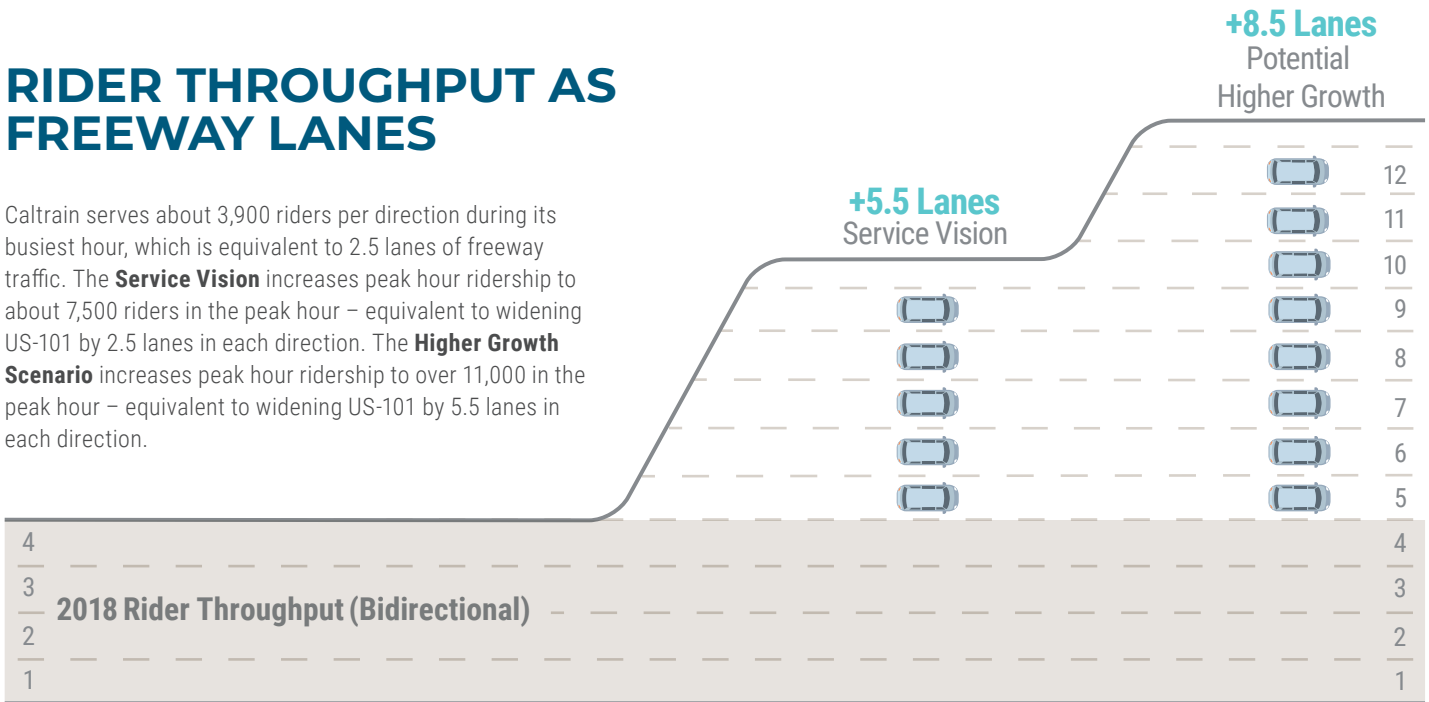 RIDER THROUGHPUT AS
FREEWAY LANES
Caltrain serves about 3,900 riders per direction during its
busiest hour, which is equivalent to 2.5 lanes of freeway
traffic. The Service Vision increases peak hour ridership to
about 7,500 riders in the peak hour – equivalent to widening
US-101 by 2.5 lanes in each direction. The Higher Growth
Scenario increases peak hour ridership to over 11,000 in the
peak hour – equivalent to widening US-101 by 5.5 lanes in
each direction.
+5.5 Lanes
Service Vision
+8.5 Lanes
Potential
Higher Growth
12
11
10
9
8
7
6
5
4
3
2
1
4
3
2
1
2018 Rider Throughput (Bidirectional)